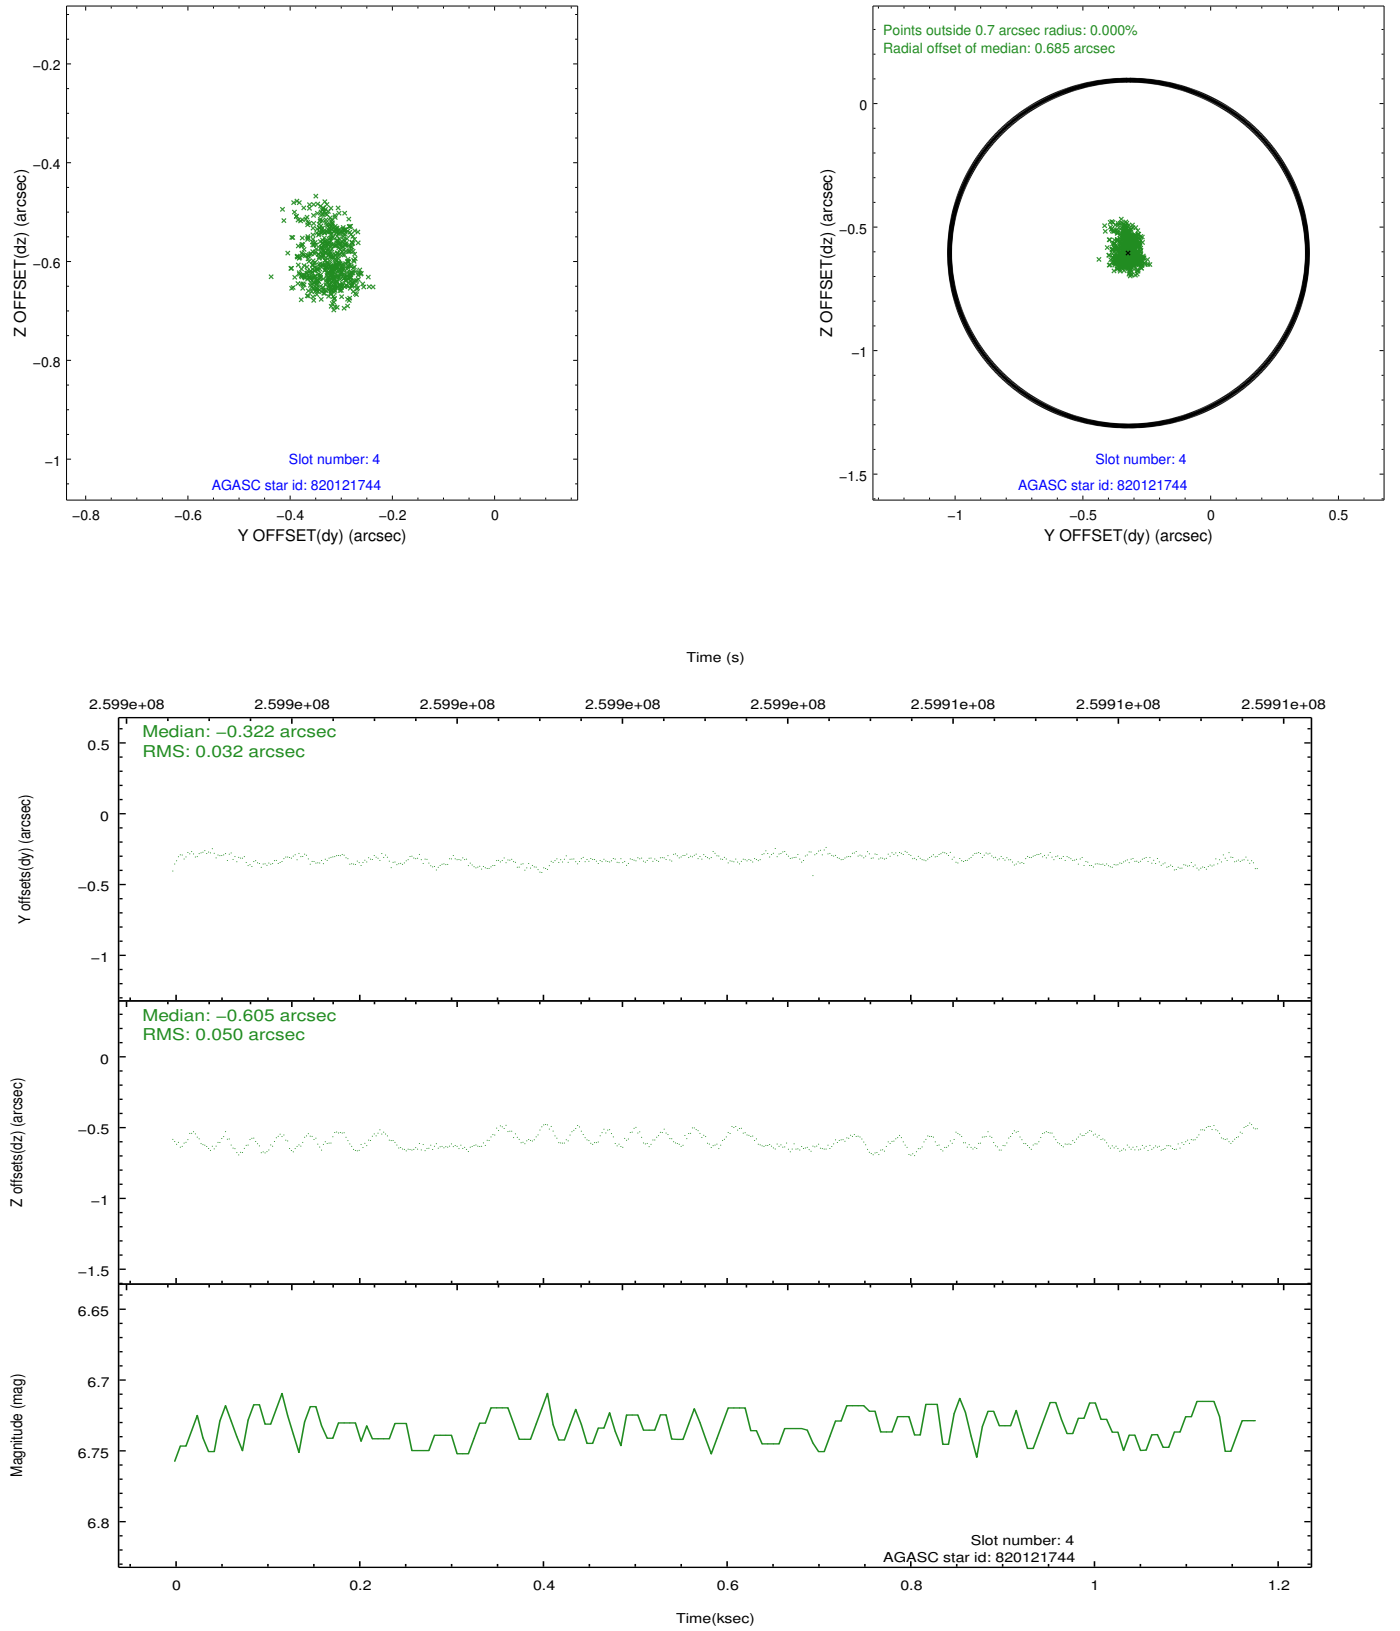 −0.2
−0.4
−0.6
−0.8
−1
Z OFFSET(dz) (arcsec)
Slot number: 4
AGASC star id: 820121744
−0.8 −0.6 −0.4 −0.2 0
Y OFFSET(dy) (arcsec)
Points outside 0.7 arcsec radius: 0.000%
Radial offset of median: 0.685 arcsec
0
−0.5
−1
−1.5
Z OFFSET(dz) (arcsec)
Slot number: 4
AGASC star id: 820121744
−1 −0.5 0 0.5
Y OFFSET(dy) (arcsec)
Time (s)
2.599e+08 2.599e+08 2.599e+08 2.599e+08 2.599e+08 2.5991e+08 2.5991e+08 2.5991e+08
Median: −0.322 arcsec
RMS: 0.032 arcsec
0.5
0
−0.5
−1
Y offsets(dy) (arcsec)
Median: −0.605 arcsec
RMS: 0.050 arcsec
0
−0.5
−1
−1.5
Z offsets(dz) (arcsec)
6.65
6.7
6.75
6.8
Magnitude (mag)
Slot number: 4
AGASC star id: 820121744
0 0.2 0.4 0.6 0.8 1 1.2
Time(ksec)